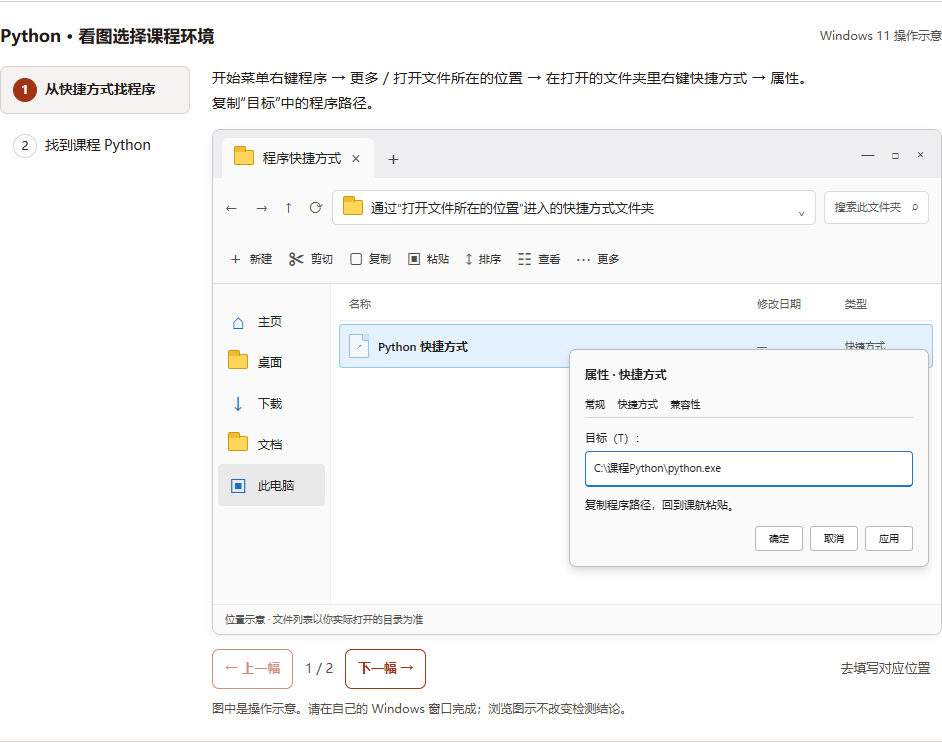 Python • 看图选择课程环境
Windows 11 操作示意
1 从快捷方式找程序
2 找到课程 Python
开始菜单右键程序 → 更多 / 打开文件所在的位置 → 在打开的文件夹里右键快捷方式 → 属性。
复制“目标”中的程序路径。
程序快捷方式 ×
+
← → ↑ ⟳ 通过“打开文件所在的位置”进入的快捷方式文件夹
搜索此文件夹
+ 新建 剪切 复制 粘贴 ↕ 排序 查看 ··· 更多
名称 修改日期 类型
主页
桌面
下载
文档
此电脑
Python 快捷方式 — 快捷方式
属性 · 快捷方式
常规 快捷方式 兼容性
目标（T）：
C:\课程Python\python.exe
复制程序路径，回到课航粘贴。
确定 取消 应用
位置示意 · 文件列表以你实际打开的目录为准
← 上一幅 1 / 2 下一幅 →
去填写对应位置
图中是操作示意。请在自己的 Windows 窗口完成；浏览图示不改变检测结论。